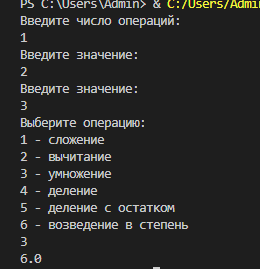 PS C:\Users\Admin> & C:/Users/Admi
Введите число операций:
1
Введите значение:
2
Введите значение:
3
Выберите операцию:
1 - сложение
2 - вычитание
3 - умножение
4 - деление
5 - деление с остатком
6 - возведение в степень
3
6.0